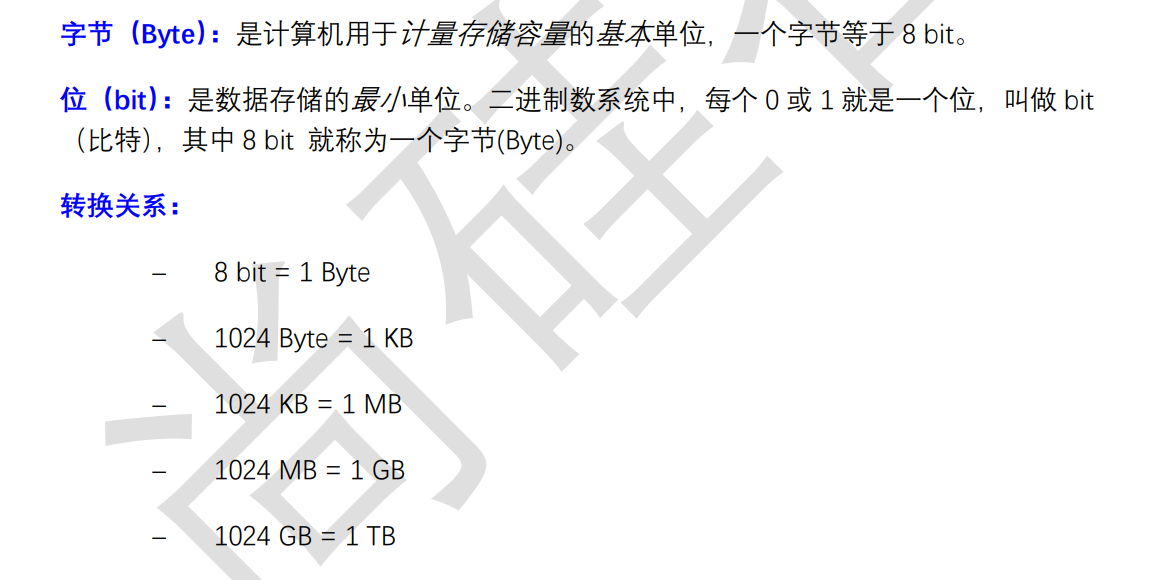 字节（Byte）：是计算机用于计量存储容量的基本单位，一个字节等于 8 bit。
位（bit）：是数据存储的最小单位。二进制数系统中，每个 0 或 1 就是一个位，叫做 bit
（比特），其中 8 bit 就称为一个字节(Byte)。
转换关系：
– 8 bit = 1 Byte
– 1024 Byte = 1 KB
– 1024 KB = 1 MB
– 1024 MB = 1 GB
– 1024 GB = 1 TB
尚硅